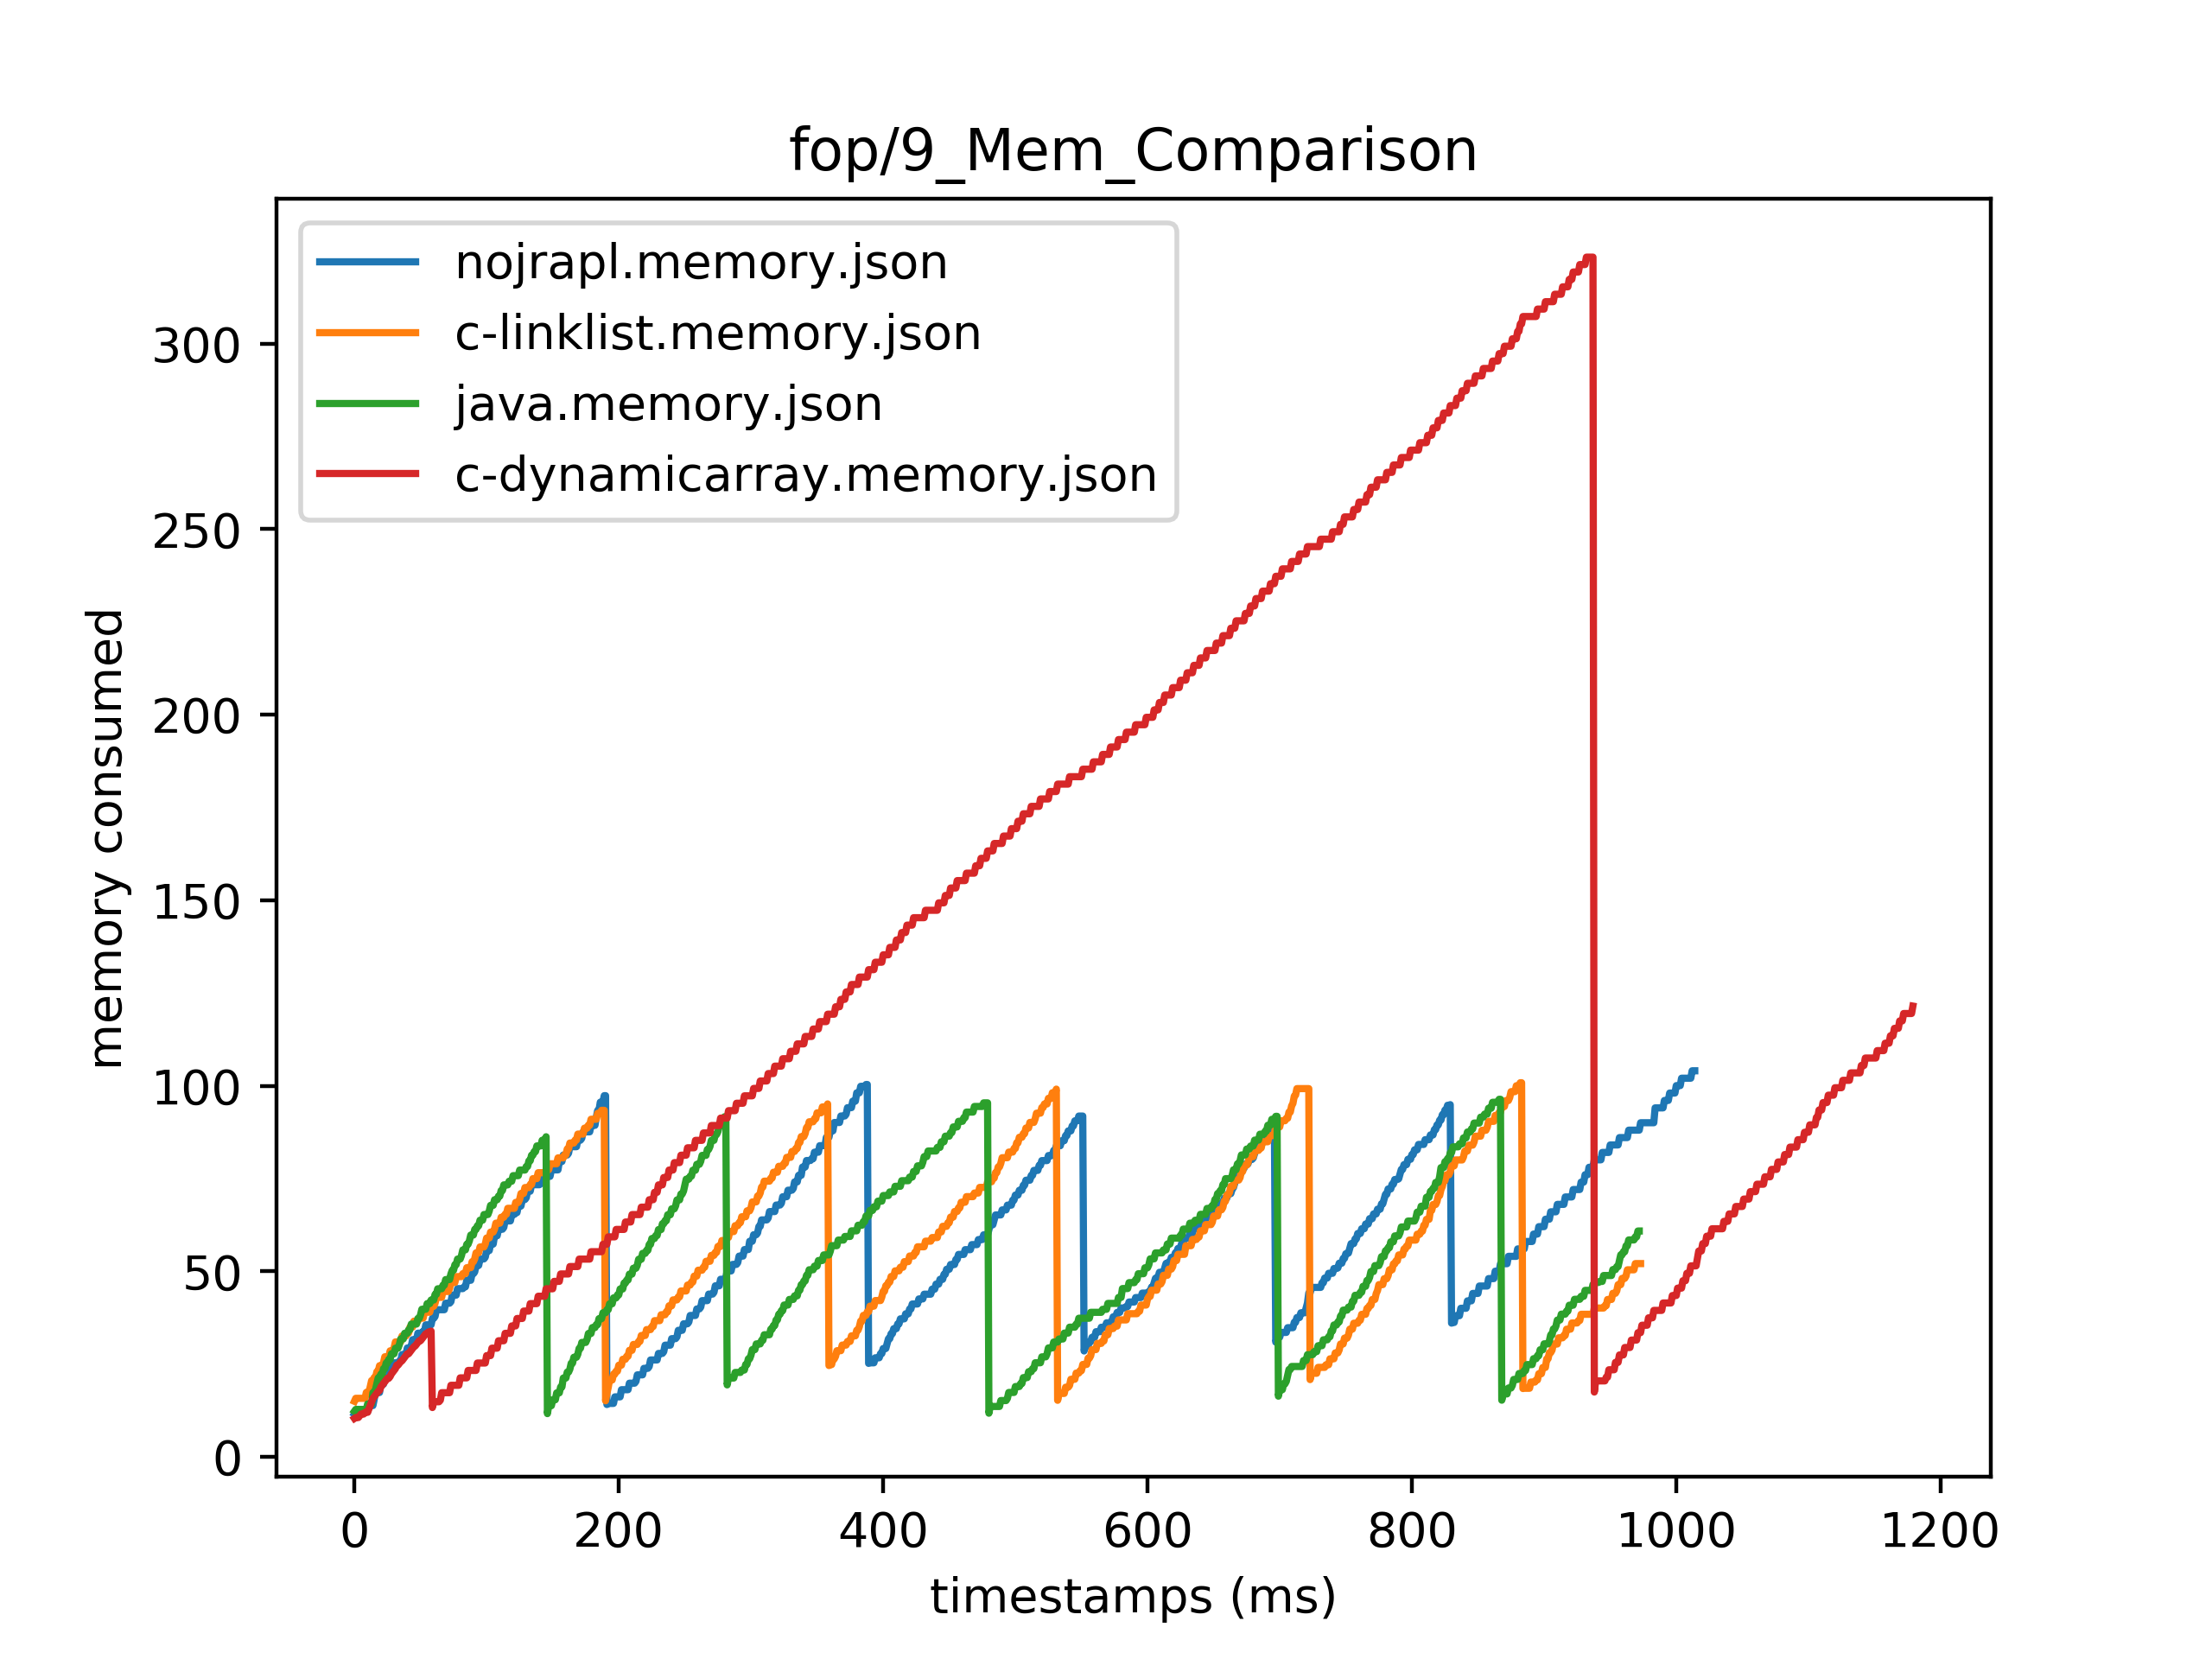 fop/9_Mem_Comparison
nojrapl.memory.json
c-linklist.memory.json
java.memory.json
c-dynamicarray.memory.json
memory consumed
300
250
200
150
100
50
0
0 200 400 600 800 1000 1200
timestamps (ms)